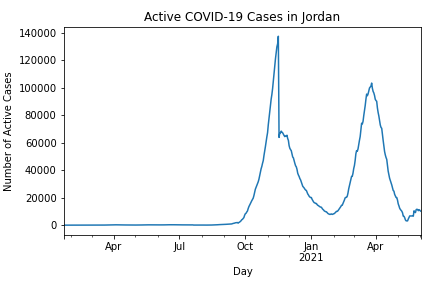 Active COVID-19 Cases in Jordan
Number of Active Cases
140000
120000
100000
80000
60000
40000
20000
0
Apr Jul Oct Jan Apr
2021
Day